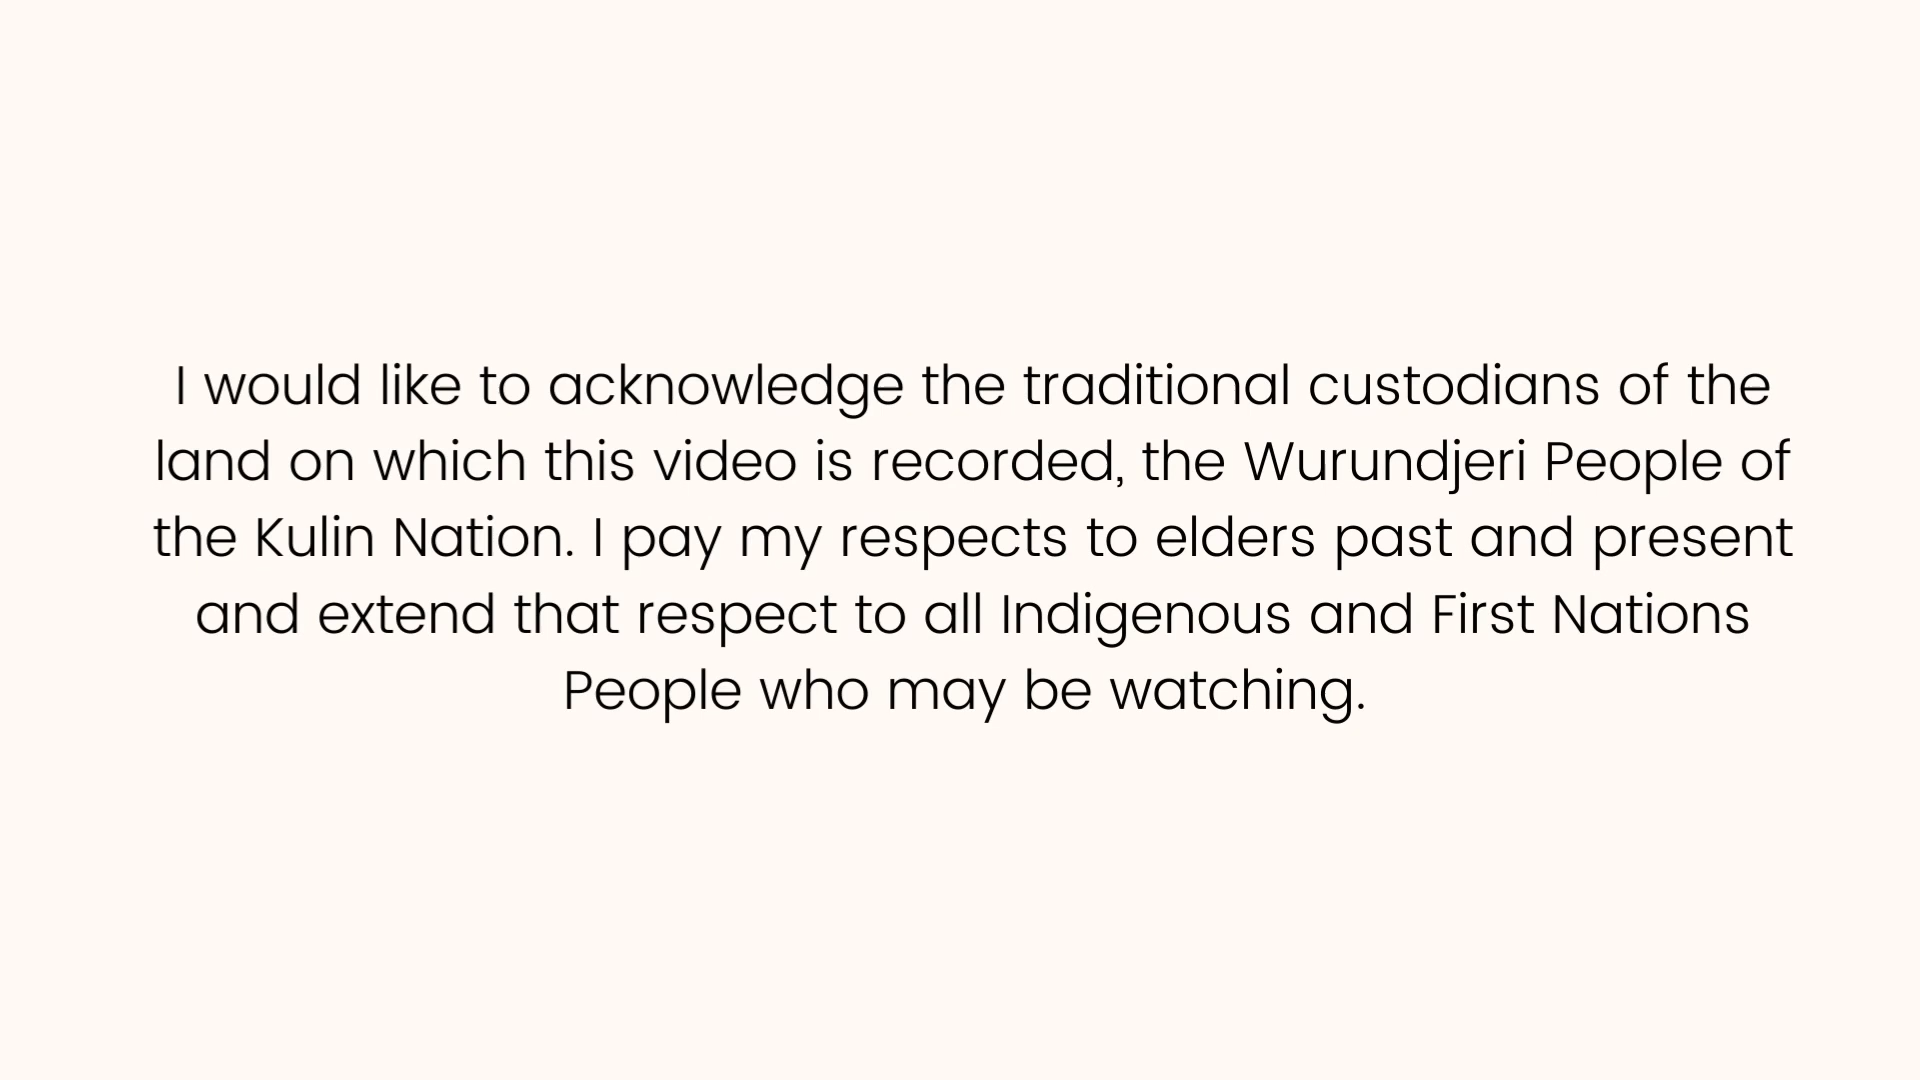 I would like to acknowledge the traditional custodians of the
land on which this video is recorded, the Wurundjeri People of
the Kulin Nation. I pay my respects to elders past and present
and extend that respect to all Indigenous and First Nations
People who may be watching.